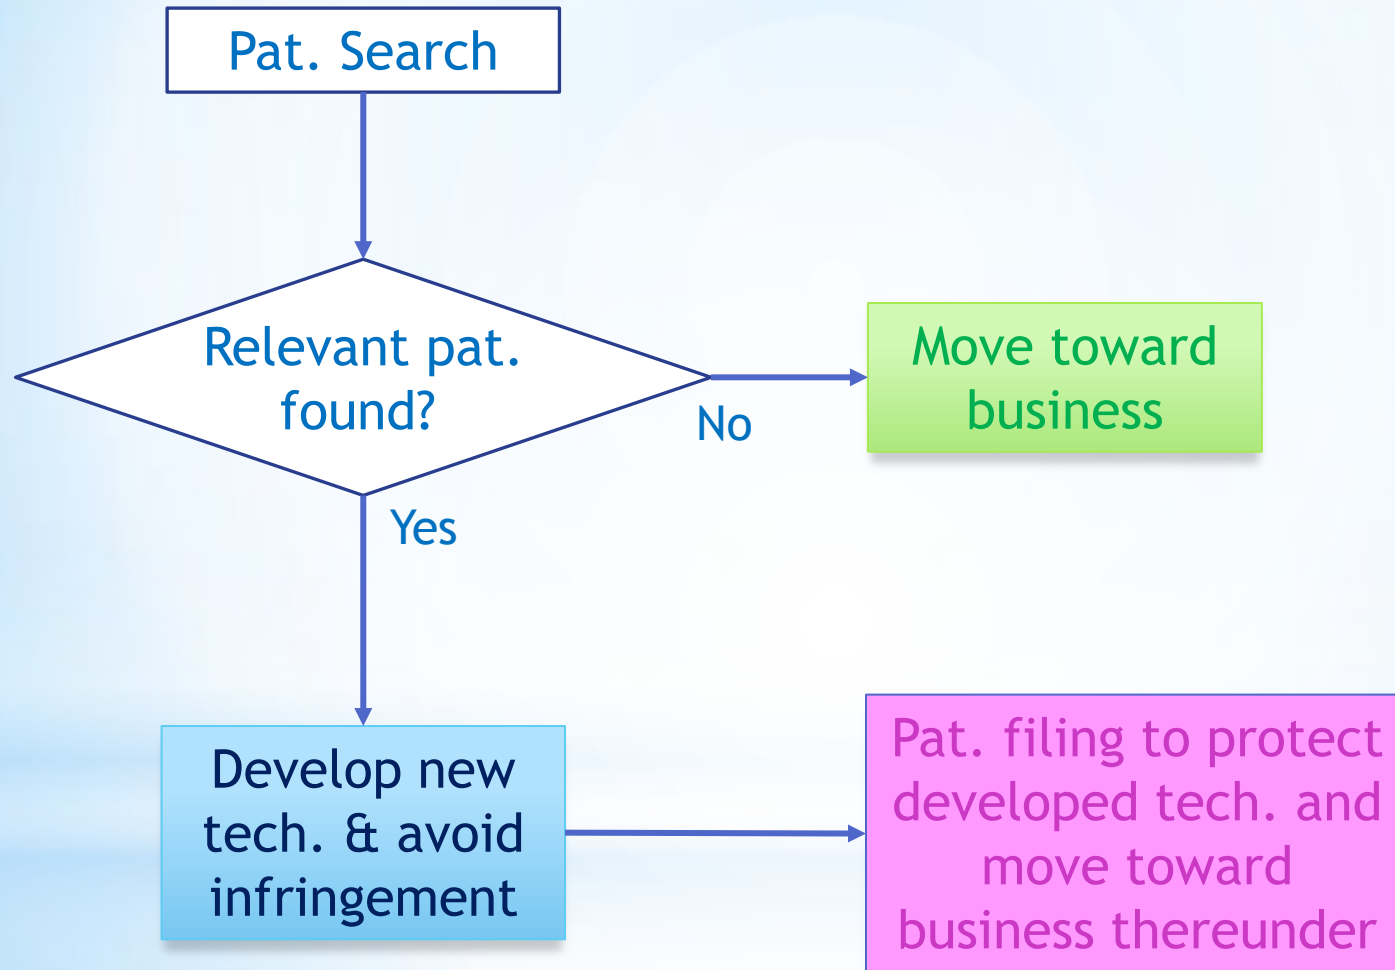 Pat. Search
Relevant pat.
found?
No
Move toward
business
Yes
Develop new
tech. & avoid
infringement
Pat. filing to protect
developed tech. and
move toward
business thereunder